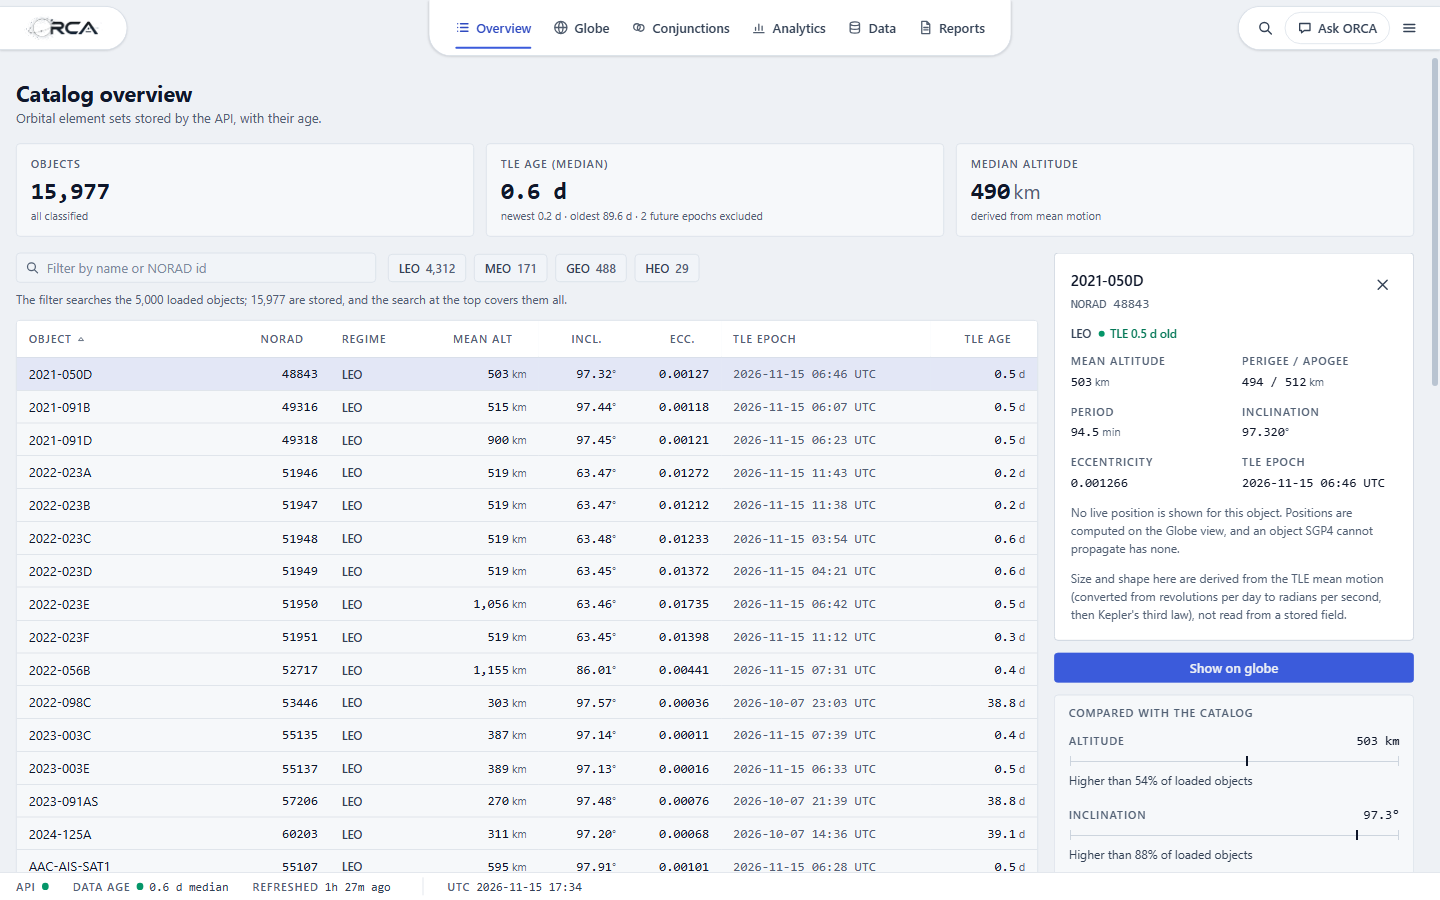 ORCA
Overview
Globe
Conjunctions
Analytics
Data
Reports
Ask ORCA
Catalog overview
Orbital element sets stored by the API, with their age.
OBJECTS
15,977
all classified
TLE AGE (MEDIAN)
0.6 d
newest 0.2 d · oldest 89.6 d · 2 future epochs excluded
MEDIAN ALTITUDE
490 km
derived from mean motion
Filter by name or NORAD id
LEO 4,312
MEO 171
GEO 488
HEO 29
The filter searches the 5,000 loaded objects; 15,977 are stored, and the search at the top covers them all.
OBJECT NORAD REGIME MEAN ALT INCL. ECC. TLE EPOCH TLE AGE
2021-050D 48843 LEO 503 km 97.32° 0.00127 2026-11-15 06:46 UTC 0.5 d
2021-091B 49316 LEO 515 km 97.44° 0.00118 2026-11-15 06:07 UTC 0.5 d
2021-091D 49318 LEO 900 km 97.45° 0.00121 2026-11-15 06:23 UTC 0.5 d
2022-023A 51946 LEO 519 km 63.47° 0.01272 2026-11-15 11:43 UTC 0.2 d
2022-023B 51947 LEO 519 km 63.47° 0.01212 2026-11-15 11:38 UTC 0.2 d
2022-023C 51948 LEO 519 km 63.48° 0.01233 2026-11-15 03:54 UTC 0.6 d
2022-023D 51949 LEO 519 km 63.45° 0.01372 2026-11-15 04:21 UTC 0.6 d
2022-023E 51950 LEO 1,056 km 63.46° 0.01735 2026-11-15 06:42 UTC 0.5 d
2022-023F 51951 LEO 519 km 63.45° 0.01398 2026-11-15 11:12 UTC 0.3 d
2022-056B 52717 LEO 1,155 km 86.01° 0.00441 2026-11-15 07:31 UTC 0.4 d
2022-098C 53446 LEO 303 km 97.57° 0.00036 2026-10-07 23:03 UTC 38.8 d
2023-003C 55135 LEO 387 km 97.14° 0.00011 2026-11-15 07:39 UTC 0.4 d
2023-003E 55137 LEO 389 km 97.13° 0.00016 2026-11-15 06:33 UTC 0.5 d
2023-091AS 57206 LEO 270 km 97.48° 0.00076 2026-10-07 21:39 UTC 38.8 d
2024-125A 60203 LEO 311 km 97.20° 0.00068 2026-10-07 14:36 UTC 39.1 d
AAC-AIS-SAT1 55107 LEO 595 km 97.91° 0.00101 2026-11-15 06:28 UTC 0.5 d
2021-050D
NORAD 48843
LEO TLE 0.5 d old
MEAN ALTITUDE PERIGEE / APOGEE
503 km 494 / 512 km
PERIOD INCLINATION
94.5 min 97.320°
ECCENTRICITY TLE EPOCH
0.001266 2026-11-15 06:46 UTC
No live position is shown for this object. Positions are
computed on the Globe view, and an object SGP4 cannot
propagate has none.
Size and shape here are derived from the TLE mean motion
(converted from revolutions per day to radians per second,
then Kepler's third law), not read from a stored field.
Show on globe
COMPARED WITH THE CATALOG
ALTITUDE 503 km
Higher than 54% of loaded objects
INCLINATION 97.3°
Higher than 88% of loaded objects
API
DATA AGE 0.6 d median
REFRESHED 1h 27m ago
UTC 2026-11-15 17:34